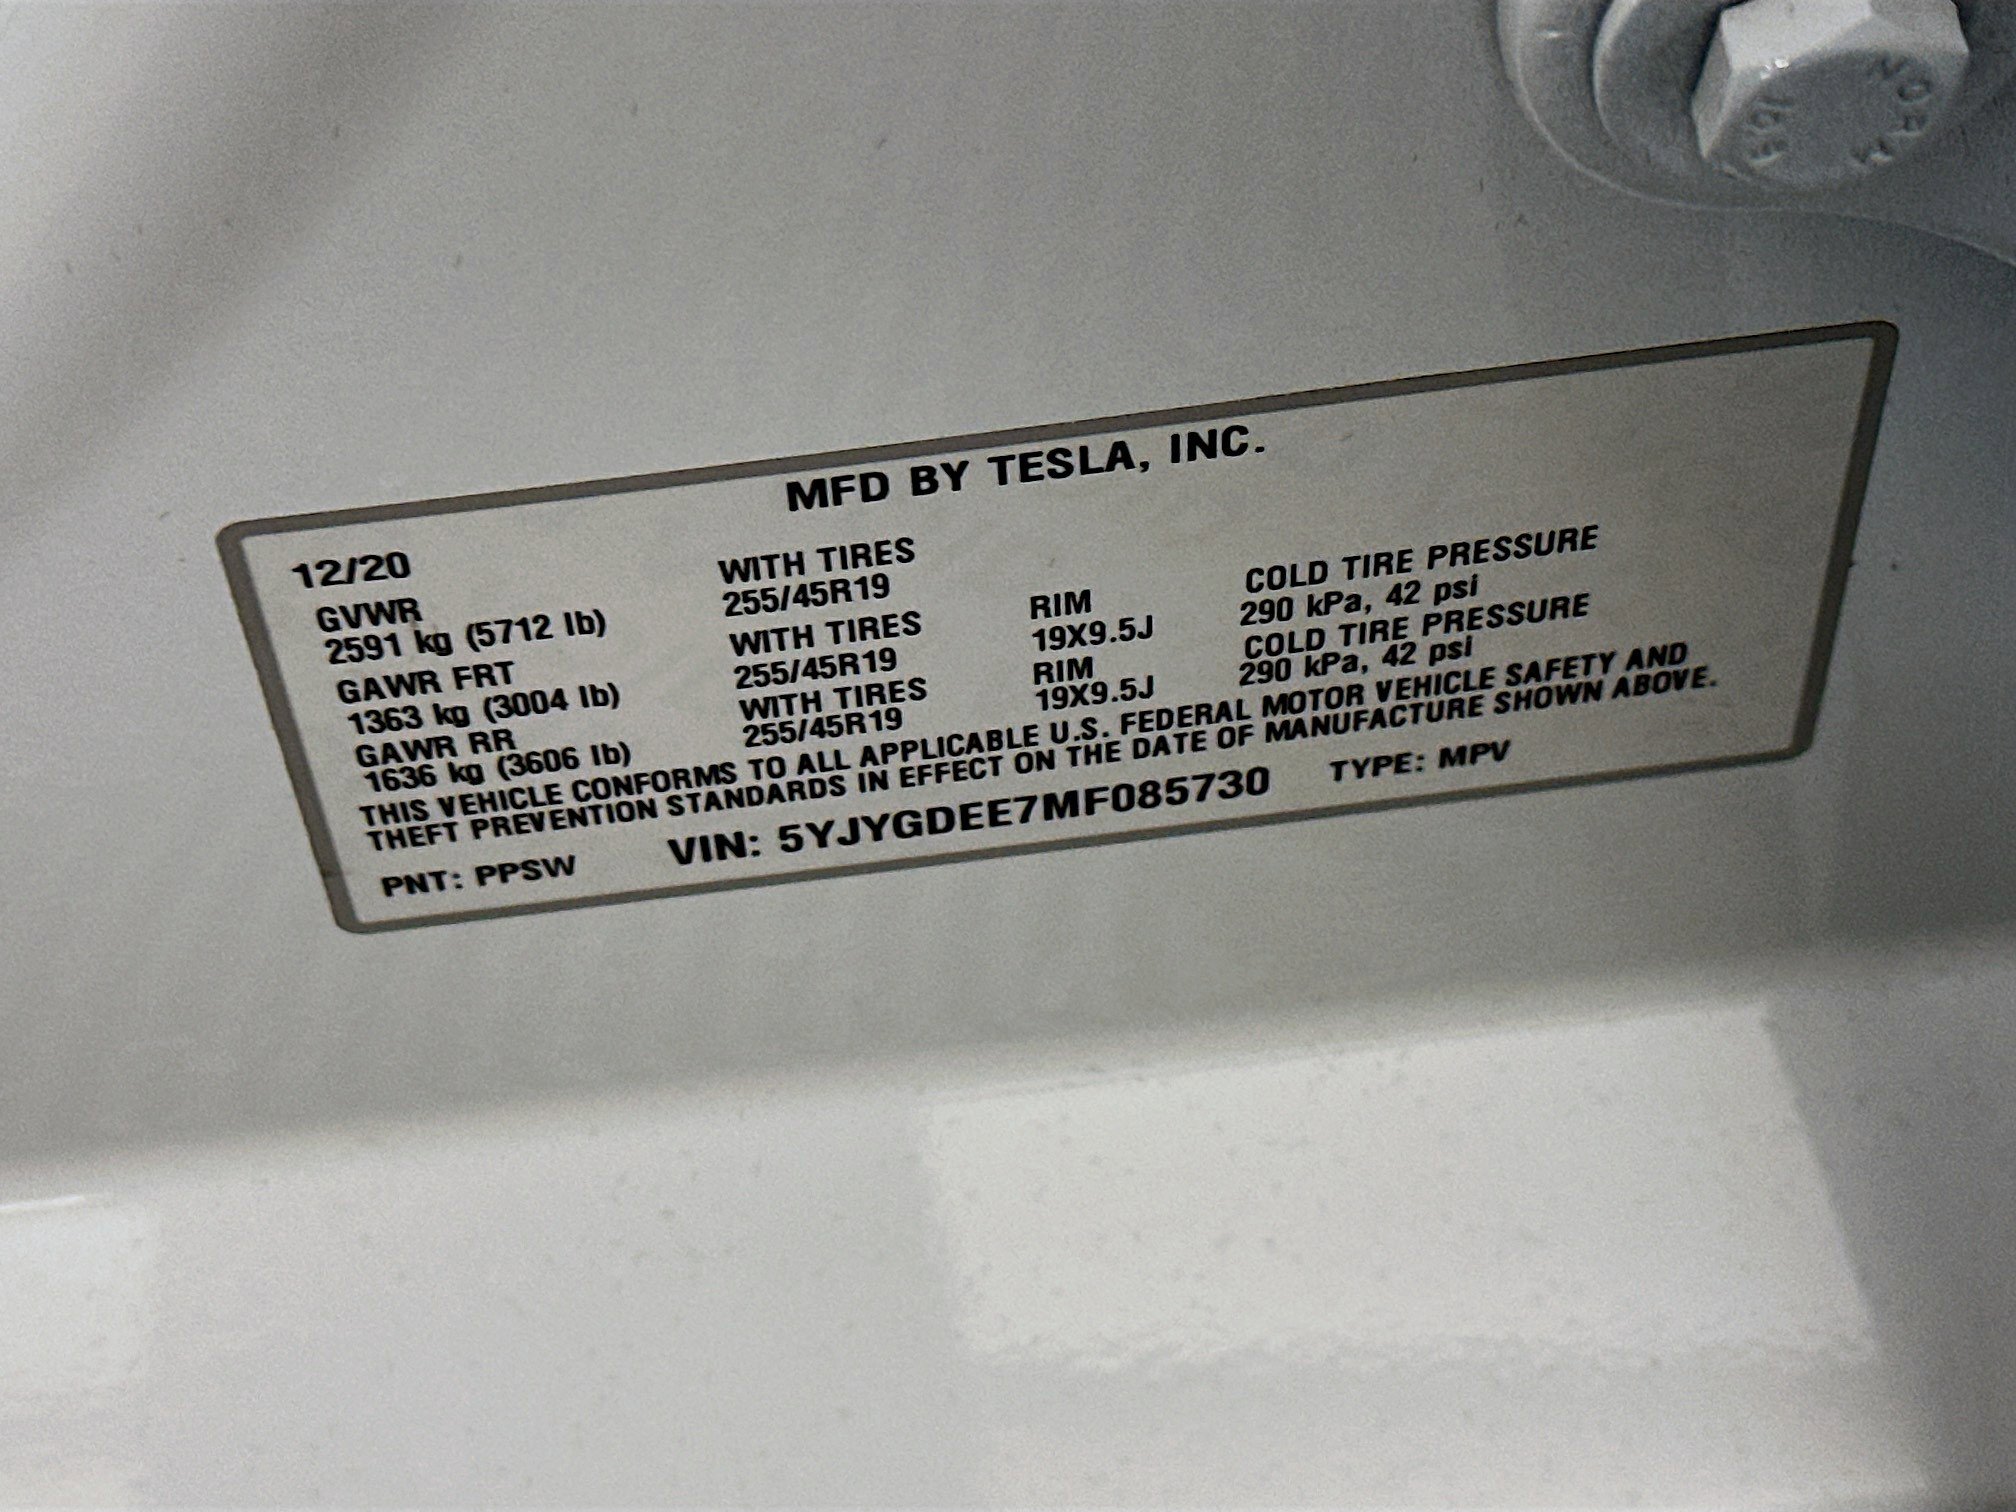 MFD BY TESLA, INC.
12/20
GVWR WITH TIRES
2591 kg (5712 lb) 255/45R19
GAWR FRT WITH TIRES RIM COLD TIRE PRESSURE
1363 kg (3004 lb) 255/45R19 19X9.5J 290 kPa, 42 psi
GAWR RR WITH TIRES RIM COLD TIRE PRESSURE
1636 kg (3606 lb) 255/45R19 19X9.5J 290 kPa, 42 psi
THIS VEHICLE CONFORMS TO ALL APPLICABLE U.S. FEDERAL MOTOR VEHICLE SAFETY AND
THEFT PREVENTION STANDARDS IN EFFECT ON THE DATE OF MANUFACTURE SHOWN ABOVE.
PNT: PPSW VIN: 5YJYGDEE7MF085730 TYPE: MPV